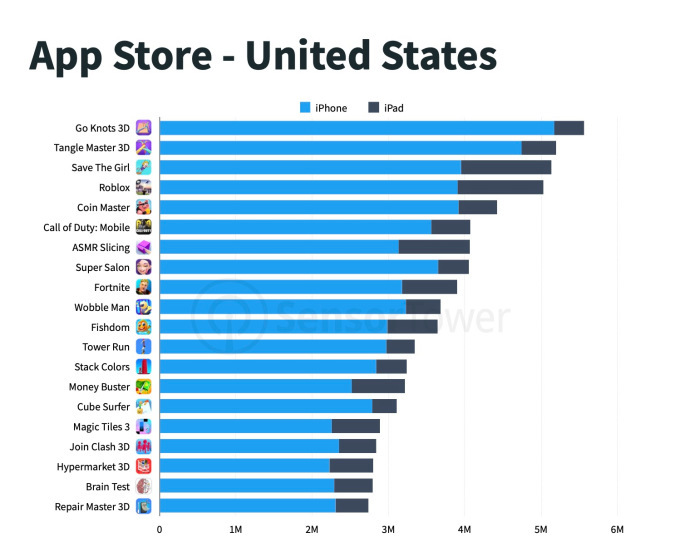 App Store - United States
iPhone iPad
Go Knots 3D
Tangle Master 3D
Save The Girl
Roblox
Coin Master
Call of Duty: Mobile
ASMR Slicing
Super Salon
Fortnite
Wobble Man
Fishdom
Tower Run
Stack Colors
Money Buster
Cube Surfer
Magic Tiles 3
Join Clash 3D
Hypermarket 3D
Brain Test
Repair Master 3D
SensorTower
0 1M 2M 3M 4M 5M 6M